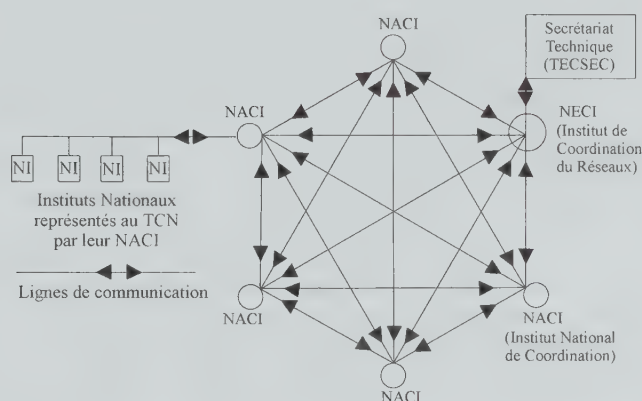 NACI
Secrétariat
Technique
(TECSEC)
NACI
NECI
(Institut de
Coordination
du Réseaux)
NI NI NI NI
Instituts Nationaux
représentés au TCN
par leur NACI
Lignes de communication
NACI
NACI
(Institut National
de Coordination)
NACI